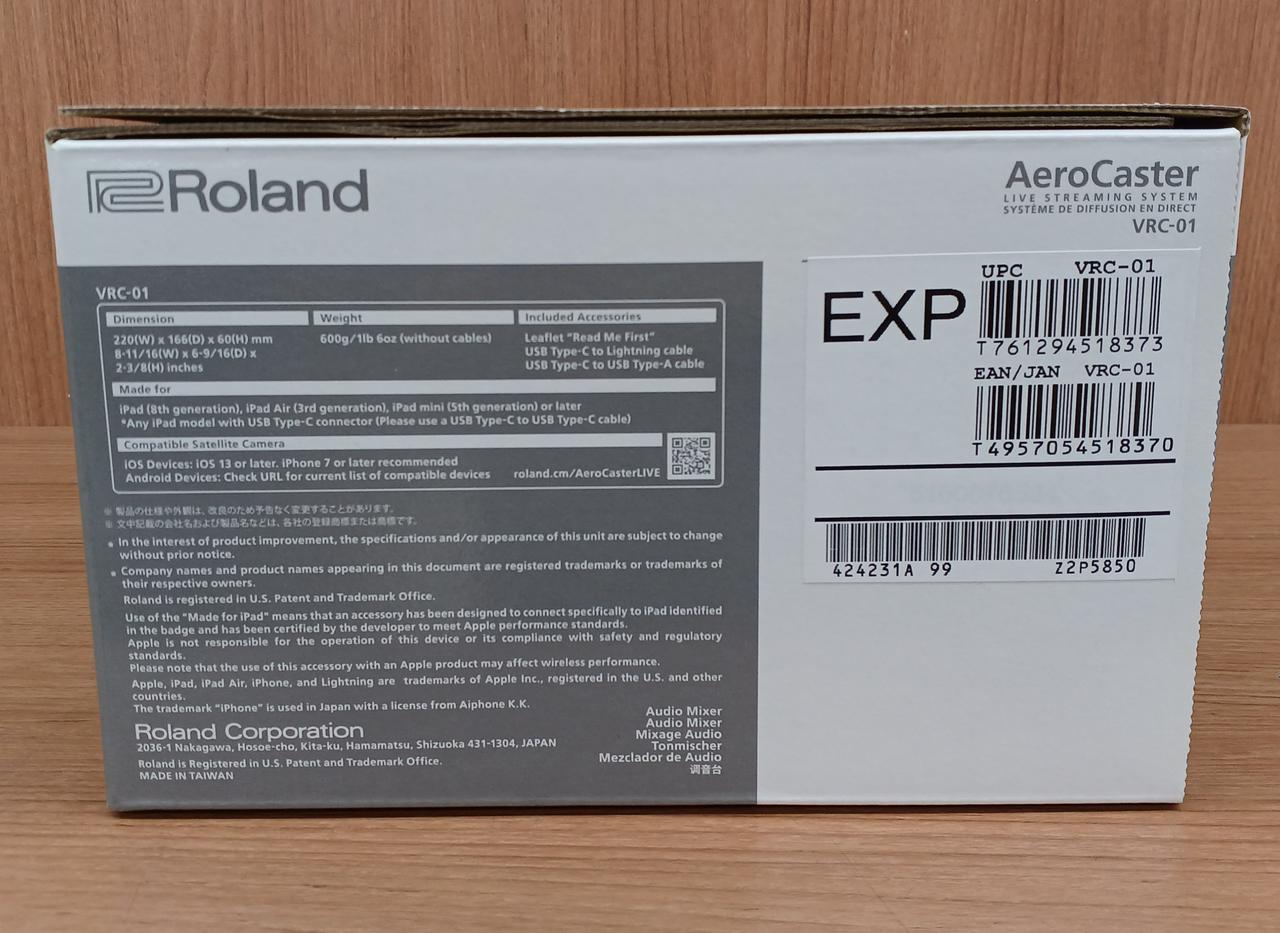 Roland
AeroCaster
LIVE STREAMING SYSTEM
SYSTÈME DE DIFFUSION EN DIRECT
VRC-01
VRC-01
Dimension
Weight
Included Accessories
220(W) x 166(D) x 60(H) mm
8-11/16(W) x 6-9/16(D) x
2-3/8(H) inches
600g/1lb 6oz (without cables)
Leaflet “Read Me First”
USB Type-C to Lightning cable
USB Type-C to USB Type-A cable
Made for
iPad (8th generation), iPad Air (3rd generation), iPad mini (5th generation) or later
*Any iPad model with USB Type-C connector (Please use a USB Type-C to USB Type-C cable)
Compatible Satellite Camera
iOS Devices: iOS 13 or later. iPhone 7 or later recommended
Android Devices: Check URL for current list of compatible devices
roland.cm/AeroCasterLIVE
※ 製品の仕様や外観は、改良のため予告なく変更することがあります。
※ 文中記載の会社名および製品名などは、各社の登録商標または商標です。
* In the interest of product improvement, the specifications and/or appearance of this unit are subject to change
without prior notice.
* Company names and product names appearing in this document are registered trademarks or trademarks of
their respective owners.
Roland is registered in U.S. Patent and Trademark Office.
Use of the “Made for iPad” means that an accessory has been designed to connect specifically to iPad identified
in the badge and has been certified by the developer to meet Apple performance standards.
Apple is not responsible for the operation of this device or its compliance with safety and regulatory
standards.
Please note that the use of this accessory with an Apple product may affect wireless performance.
Apple, iPad, iPad Air, iPhone, and Lightning are trademarks of Apple Inc., registered in the U.S. and other
countries.
The trademark “iPhone” is used in Japan with a license from Aiphone K.K.
Roland Corporation
2036-1 Nakagawa, Hosoe-cho, Kita-ku, Hamamatsu, Shizuoka 431-1304, JAPAN
Roland is Registered in U.S. Patent and Trademark Office.
MADE IN TAIWAN
Audio Mixer
Audio Mixer
Mixage Audio
Tonmischer
Mezclador de Audio
调音台
EXP
UPC VRC-01
T761294518373
EAN/JAN VRC-01
T4957054518370
424231A 99 Z2P5850